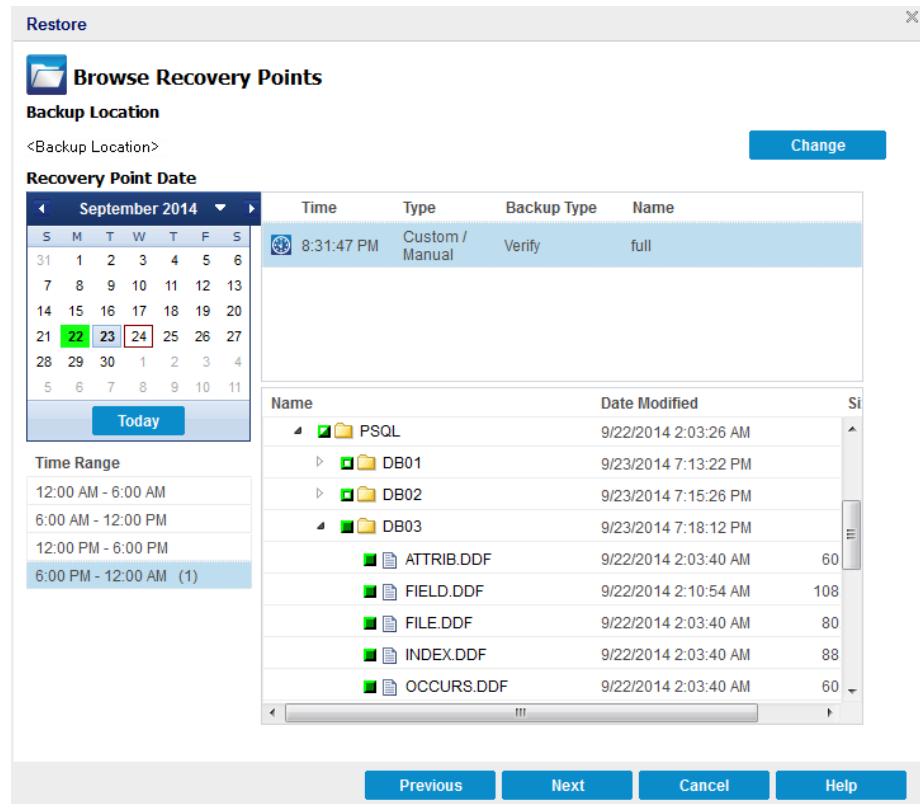 Restore
Browse Recovery Points
Backup Location
<Backup Location>
Change
Recovery Point Date
September 2014
S M T W T F S
31 1 2 3 4 5 6
7 8 9 10 11 12 13
14 15 16 17 18 19 20
21 22 23 24 25 26 27
28 29 30 1 2 3 4
5 6 7 8 9 10 11
Today
Time Range
12:00 AM - 6:00 AM
6:00 AM - 12:00 PM
12:00 PM - 6:00 PM
6:00 PM - 12:00 AM (1)
Time Type Backup Type Name
8:31:47 PM Custom / Manual Verify full
Name Date Modified Si
PSQL 9/22/2014 2:03:26 AM
DB01 9/23/2014 7:13:22 PM
DB02 9/23/2014 7:15:26 PM
DB03 9/23/2014 7:18:12 PM
ATTRIB.DDF 9/22/2014 2:03:40 AM 60
FIELD.DDF 9/22/2014 2:10:54 AM 108
FILE.DDF 9/22/2014 2:03:40 AM 80
INDEX.DDF 9/22/2014 2:03:40 AM 88
OCCURS.DDF 9/22/2014 2:03:40 AM 60
Previous Next Cancel Help